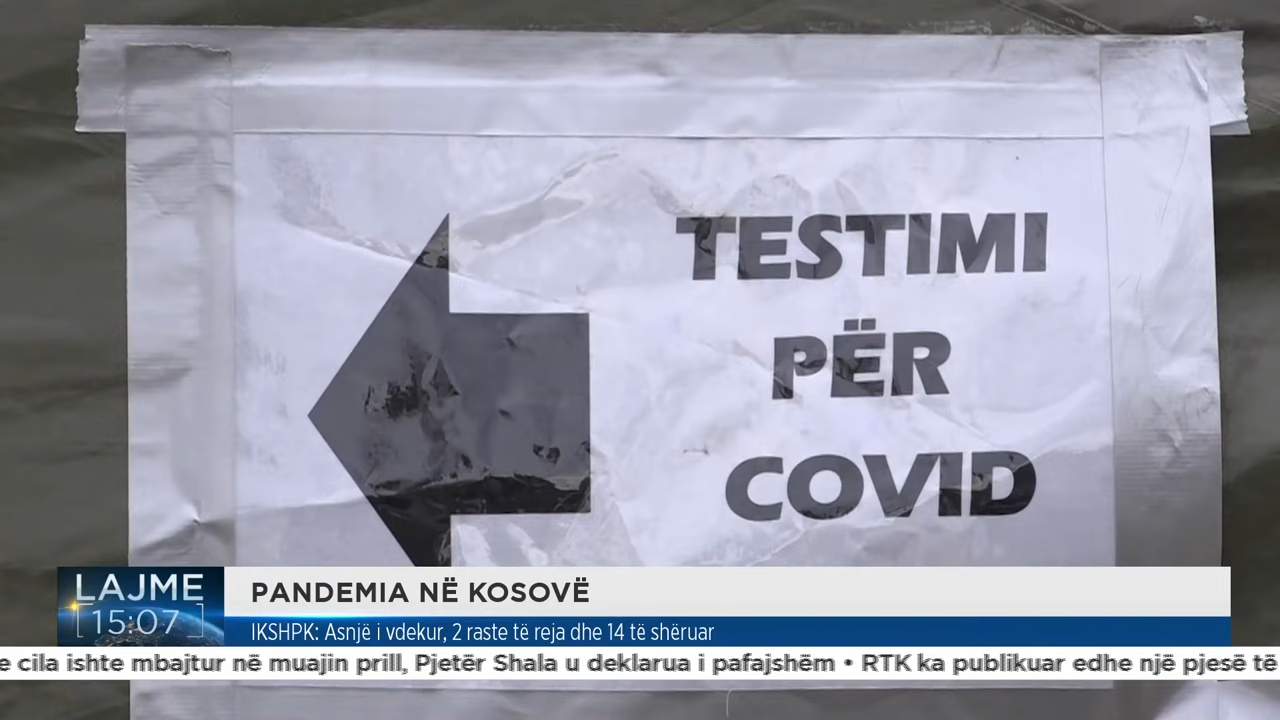 TESTIMI
PËR
COVID
LAJME
15:07
PANDEMIA NË KOSOVË
IKSHPK: Asnjë i vdekur, 2 raste të reja dhe 14 të shëruar
e cila ishte mbajtur në muajin prill, Pjetër Shala u deklarua i pafajshëm • RTK ka publikuar edhe një pjesë të